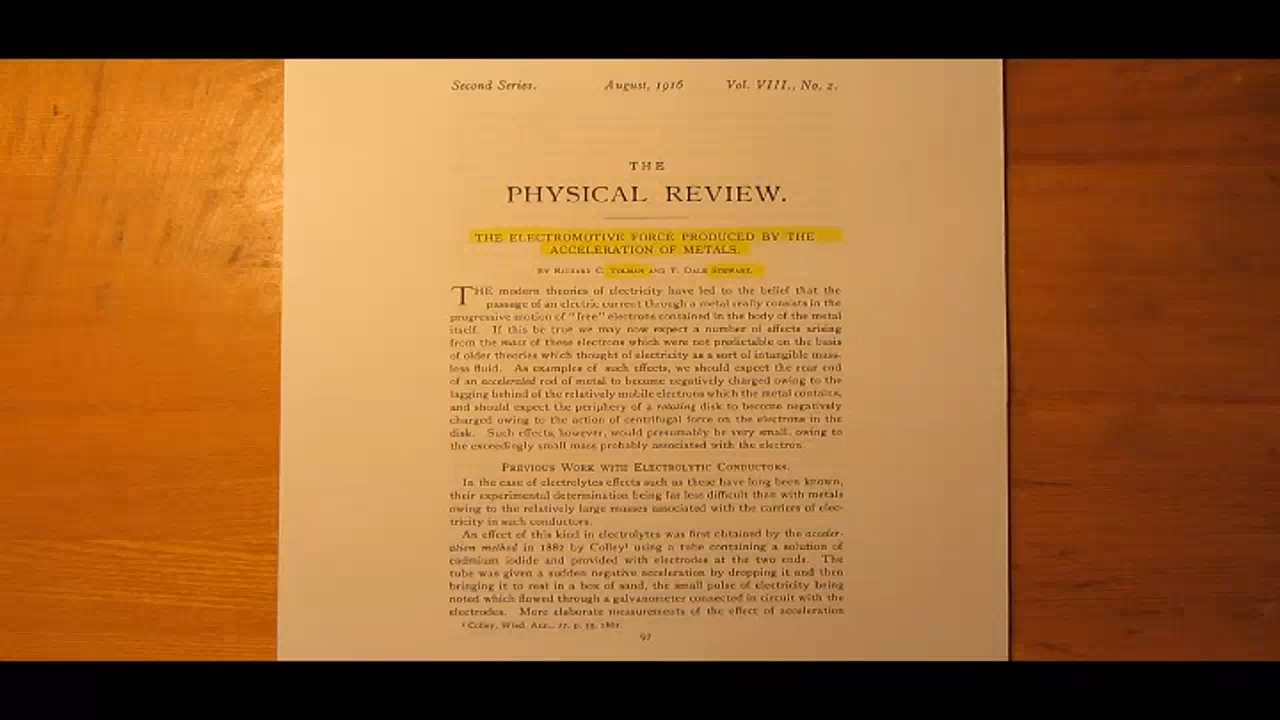 Second Series. August, 1916 Vol. VIII., No. 2.
THE
PHYSICAL REVIEW.
THE ELECTROMOTIVE FORCE PRODUCED BY THE
ACCELERATION OF METALS.
BY RICHARD C. TOLMAN AND T. DALE STEWART.
THE modern theories of electricity have led to the belief that the
passage of an electric current through a metal really consists in the
progressive motion of "free" electrons contained in the body of the metal
itself. If this be true we may now expect a number of effects arising
from the mass of these electrons which were not predictable on the basis
of older theories which thought of electricity as a sort of intangible mass-
less fluid. As examples of such effects, we should expect the rear end
of an accelerated rod of metal to become negatively charged owing to the
lagging behind of the relatively mobile electrons which the metal contains,
and should expect the periphery of a rotating disk to become negatively
charged owing to the action of centrifugal force on the electrons in the
disk. Such effects, however, would presumably be very small, owing to
the exceedingly small mass probably associated with the electron.
PREVIOUS WORK WITH ELECTROLYTIC CONDUCTORS.
In the case of electrolytes effects such as these have long been known,
their experimental determination being far less difficult than with metals
owing to the relatively large masses associated with the carriers of elec-
tricity in such conductors.
An effect of this kind in electrolytes was first obtained by the acceler-
ation method in 1882 by Colley¹ using a tube containing a solution of
cadmium iodide and provided with electrodes at the two ends. The
tube was given a sudden negative acceleration by dropping it and then
bringing it to rest in a box of sand, the small pulse of electricity being
noted which flowed through a galvanometer connected in circuit with the
electrodes. More elaborate measurements of the effect of acceleration
¹ Colley, Wied. Ann., 17, p. 55, 1882.
97